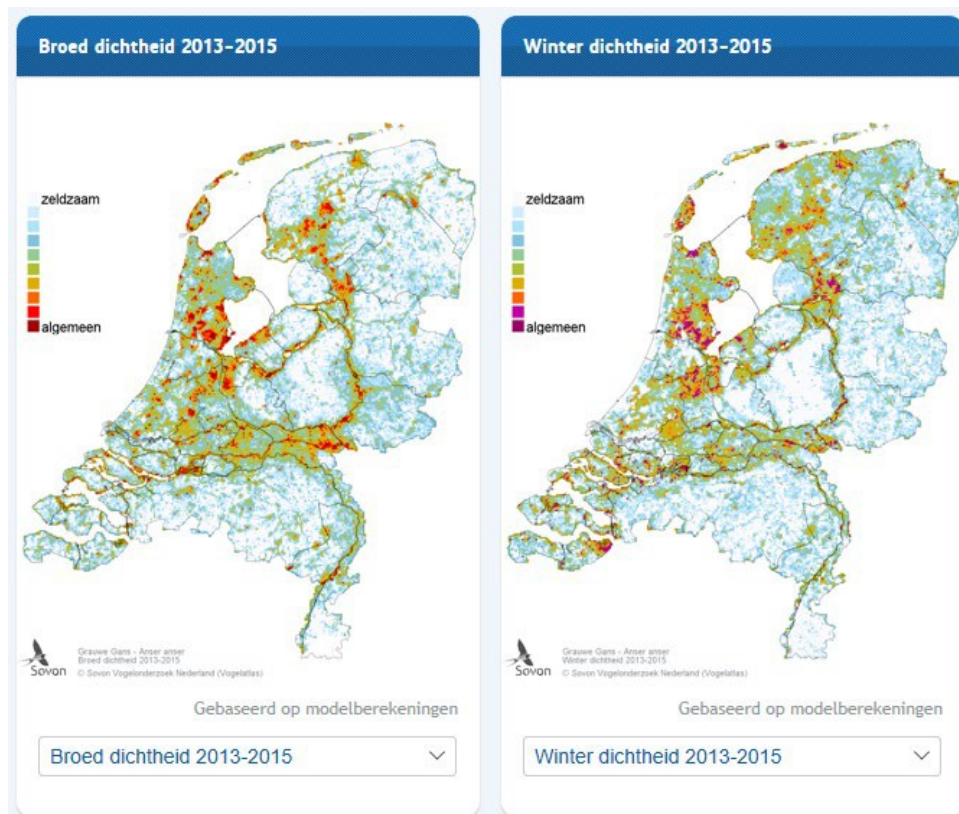 Broed dichtheid 2013-2015
zeldzaam
algemeen
Sovon
Grauwe Gans - Anser anser
Broed dichtheid 2013-2015
© Sovon Vogelonderzoek Nederland (Vogelatlas)
Gebaseerd op modelberekeningen
Broed dichtheid 2013-2015
Winter dichtheid 2013-2015
zeldzaam
algemeen
Sovon
Grauwe Gans - Anser anser
Winter dichtheid 2013-2015
© Sovon Vogelonderzoek Nederland (Vogelatlas)
Gebaseerd op modelberekeningen
Winter dichtheid 2013-2015